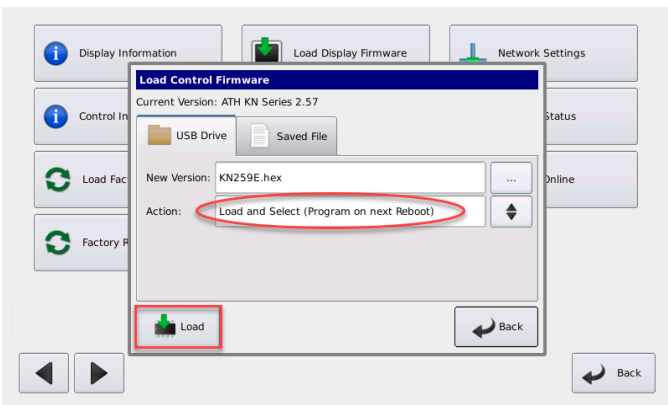 Display Information
Load Display Firmware
Network Settings
Load Control Firmware
Current Version: ATH KN Series 2.57
Control In
Status
USB Drive
Saved File
New Version:
KN259E.hex
...
Load Fac
Online
Action:
Load and Select (Program on next Reboot)
Factory R
Load
Back
Back